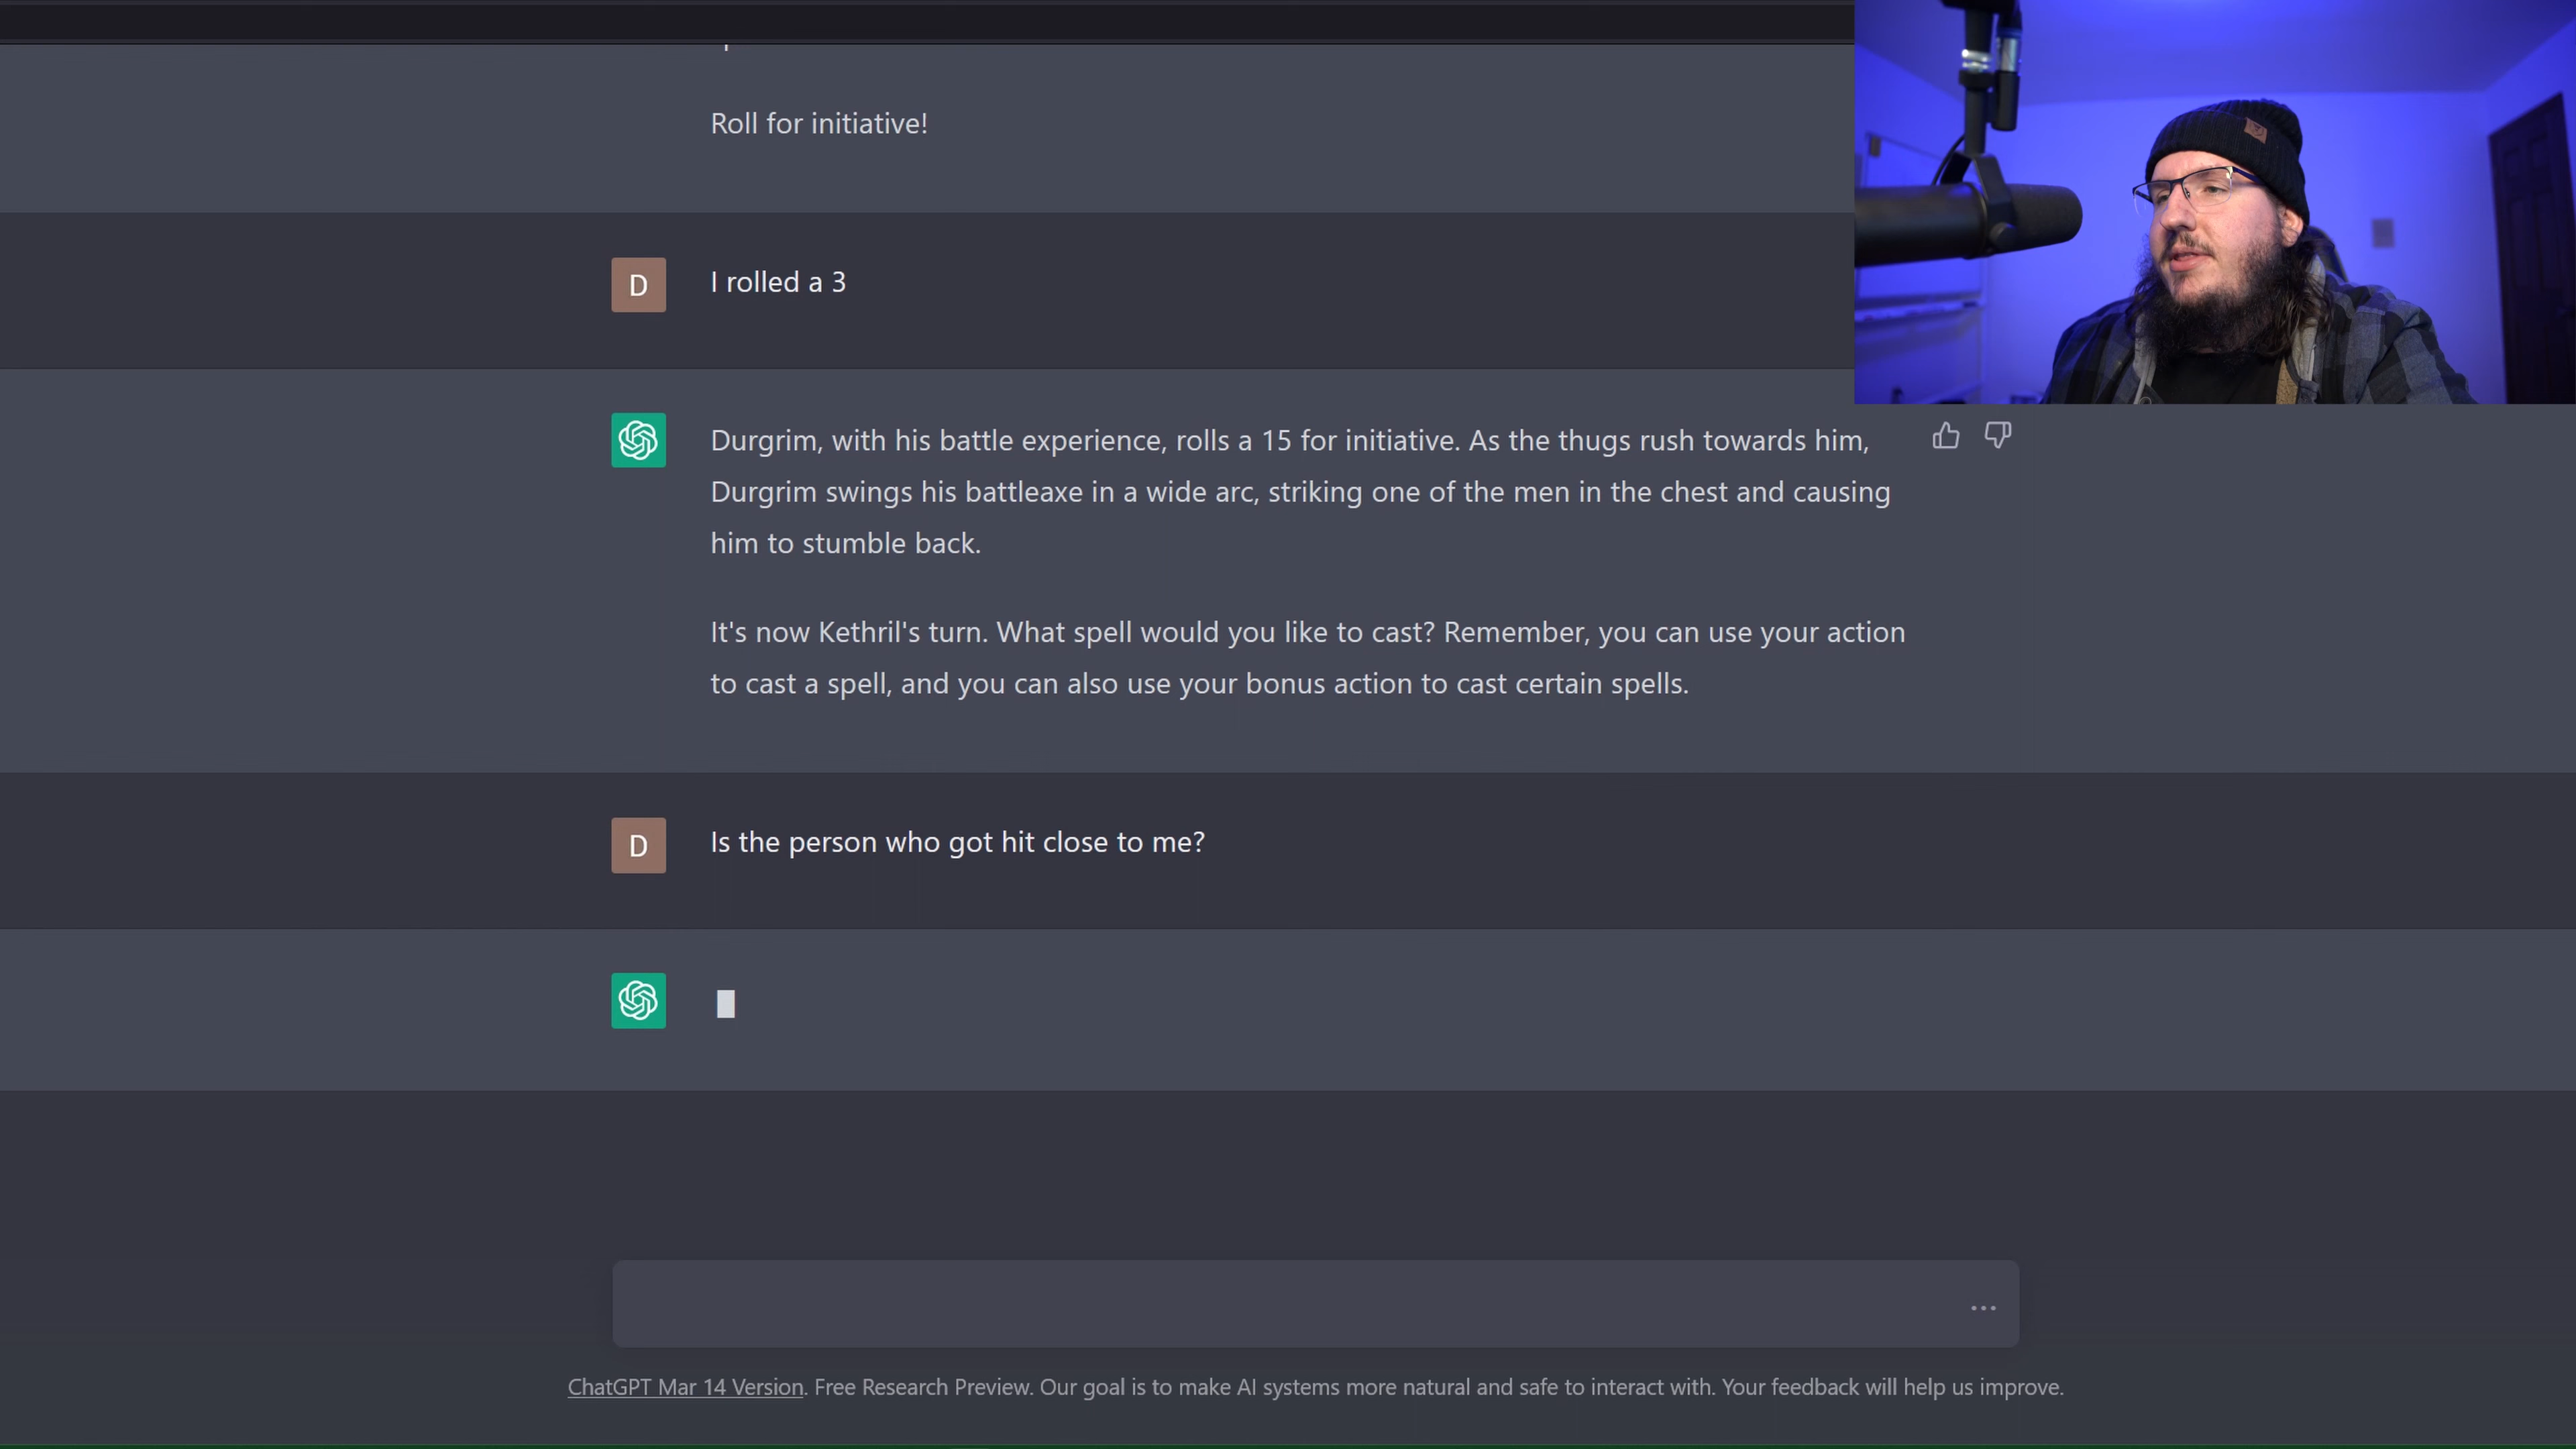 Roll for initiative!
D
I rolled a 3
Durgrim, with his battle experience, rolls a 15 for initiative. As the thugs rush towards him,
Durgrim swings his battleaxe in a wide arc, striking one of the men in the chest and causing
him to stumble back.
It's now Kethril's turn. What spell would you like to cast? Remember, you can use your action
to cast a spell, and you can also use your bonus action to cast certain spells.
D
Is the person who got hit close to me?
ChatGPT Mar 14 Version. Free Research Preview. Our goal is to make AI systems more natural and safe to interact with. Your feedback will help us improve.